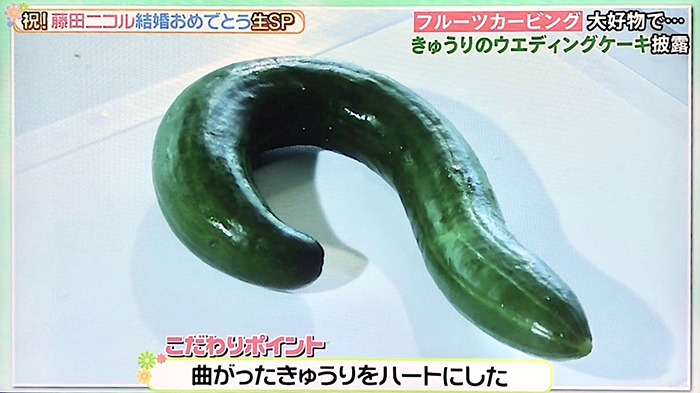 祝!藤田ニコル結婚おめでとう生SP
フルーツカービング 大好物で…
きゅうりのウエディングケーキ披露
こだわりポイント
曲がったきゅうりをハートにした